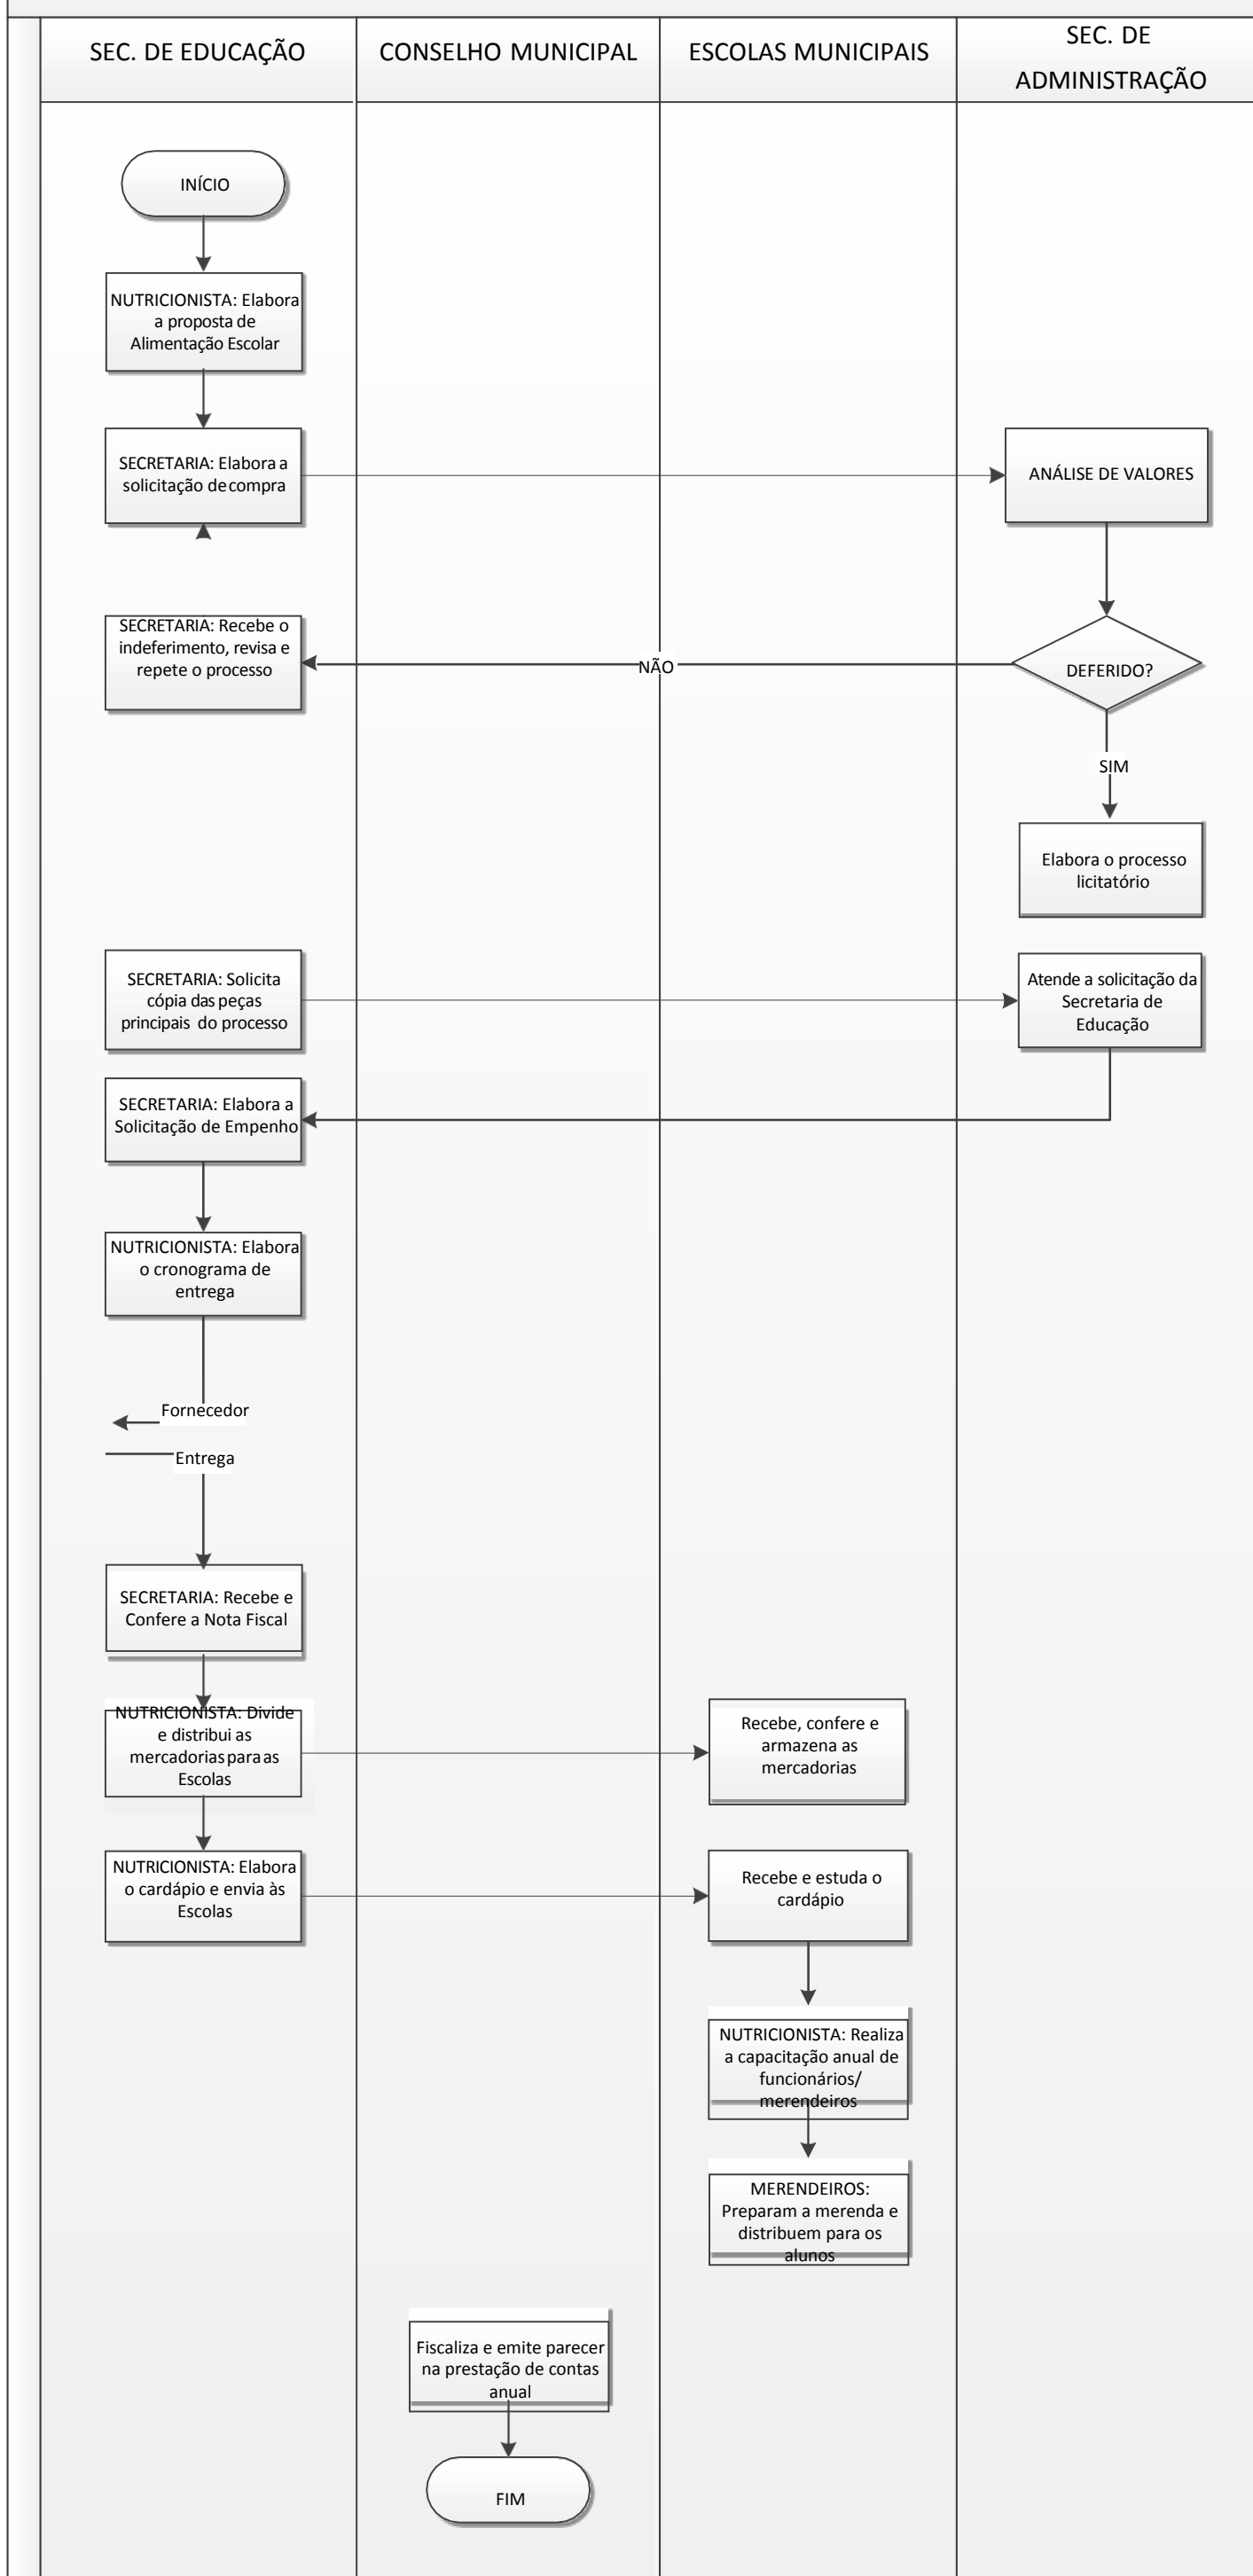 SEC. DE EDUCAÇÃO
CONSELHO MUNICIPAL
ESCOLAS MUNICIPAIS
SEC. DE
ADMINISTRAÇÃO
INÍCIO
NUTRICIONISTA: Elabora
a proposta de
Alimentação Escolar
SECRETARIA: Elabora a
solicitação de compra
ANÁLISE DE VALORES
SECRETARIA: Recebe o
indeferimento, revisa e
repete o processo
NÃO
DEFERIDO?
SIM
Elabora o processo
licitatório
SECRETARIA: Solicita
cópia das peças
principais do processo
Atende a solicitação da
Secretaria de
Educação
SECRETARIA: Elabora a
Solicitação de Empenho
NUTRICIONISTA: Elabora
o cronograma de
entrega
Fornecedor
Entrega
SECRETARIA: Recebe e
Confere a Nota Fiscal
NUTRICIONISTA: Divide
e distribui as
mercadorias para as
Escolas
Recebe, confere e
armazena as
mercadorias
NUTRICIONISTA: Elabora
o cardápio e envia às
Escolas
Recebe e estuda o
cardápio
NUTRICIONISTA: Realiza
a capacitação anual de
funcionários/
merendeiros
MERENDEIROS:
Preparam a merenda e
distribuem para os
alunos
Fiscaliza e emite parecer
na prestação de contas
anual
FIM